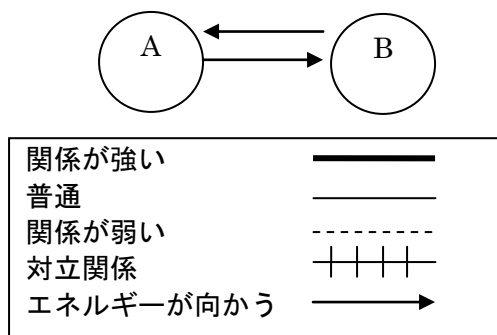 A B
関係が強い
普通
関係が弱い
対立関係
エネルギーが向かう